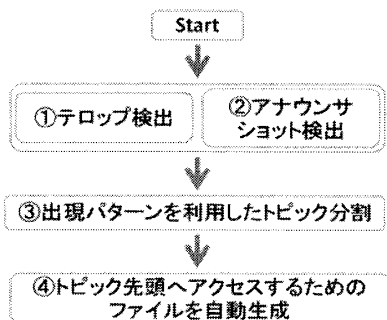 Start
①テロップ検出
②アナウンサ
ショット検出
③出現パターンを利用したトピック分割
④トピック先頭へアクセスするための
ファイルを自動生成